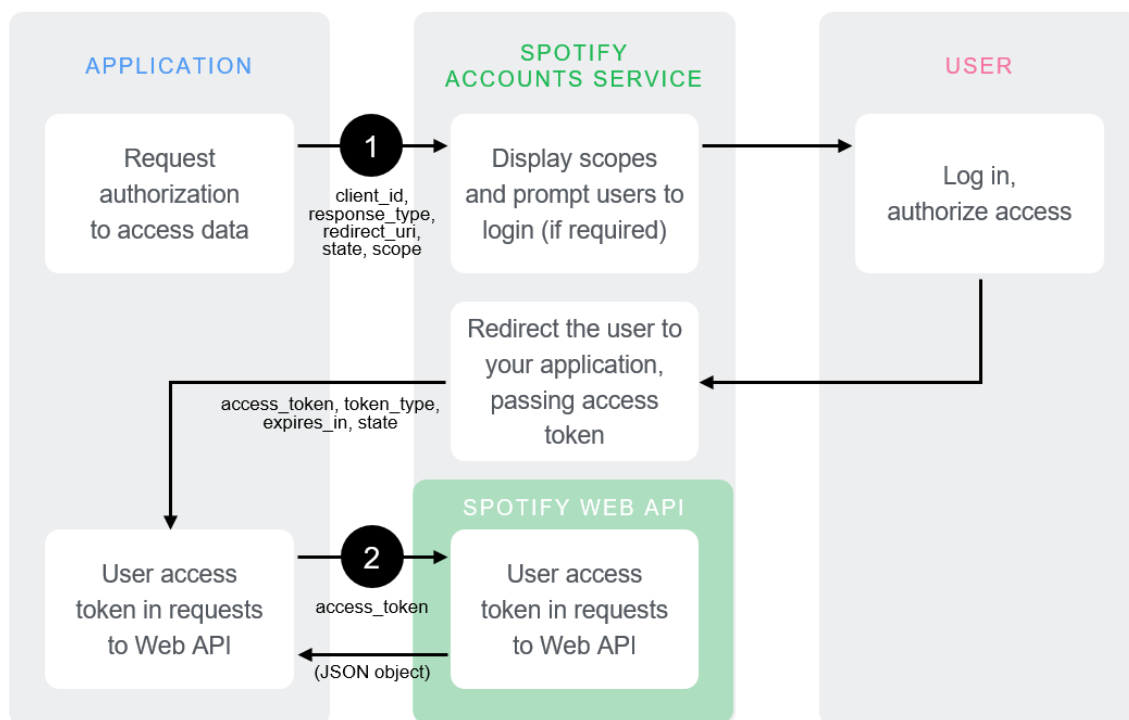 APPLICATION
SPOTIFY
ACCOUNTS SERVICE
USER
Request
authorization
to access data
1
client_id,
response_type,
redirect_uri,
state, scope
Display scopes
and prompt users to
login (if required)
Log in,
authorize access
Redirect the user to
your application,
passing access
token
access_token, token_type,
expires_in, state
SPOTIFY WEB API
User access
token in requests
to Web API
2
access_token
(JSON object)
User access
token in requests
to Web API